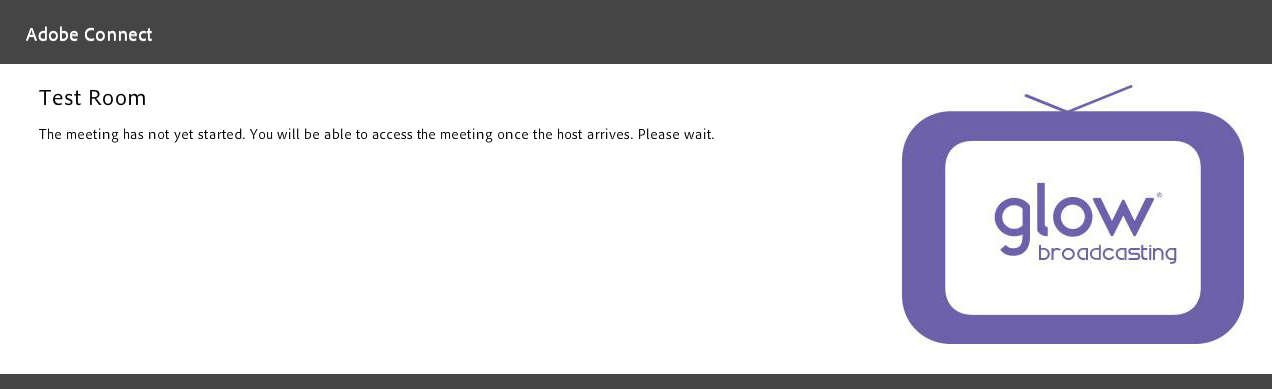 Adobe Connect
Test Room
The meeting has not yet started. You will be able to access the meeting once the host arrives. Please wait.
glow®
broadcasting